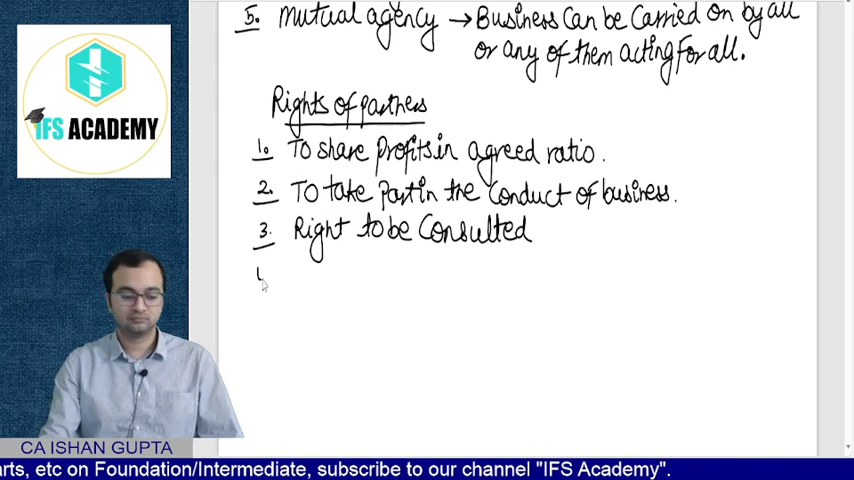 5. Mutual agency → Business Can be Carried on by all
or any of them acting for all.
IFS ACADEMY
iFS ACADEMY
Rights of partners
1. To share Profits in agreed ratio.
2. To take Part in the Conduct of business.
3. Right to be Consulted
CA ISHAN GUPTA
arts, etc on Foundation/Intermediate, subscribe to our channel "IFS Academy".